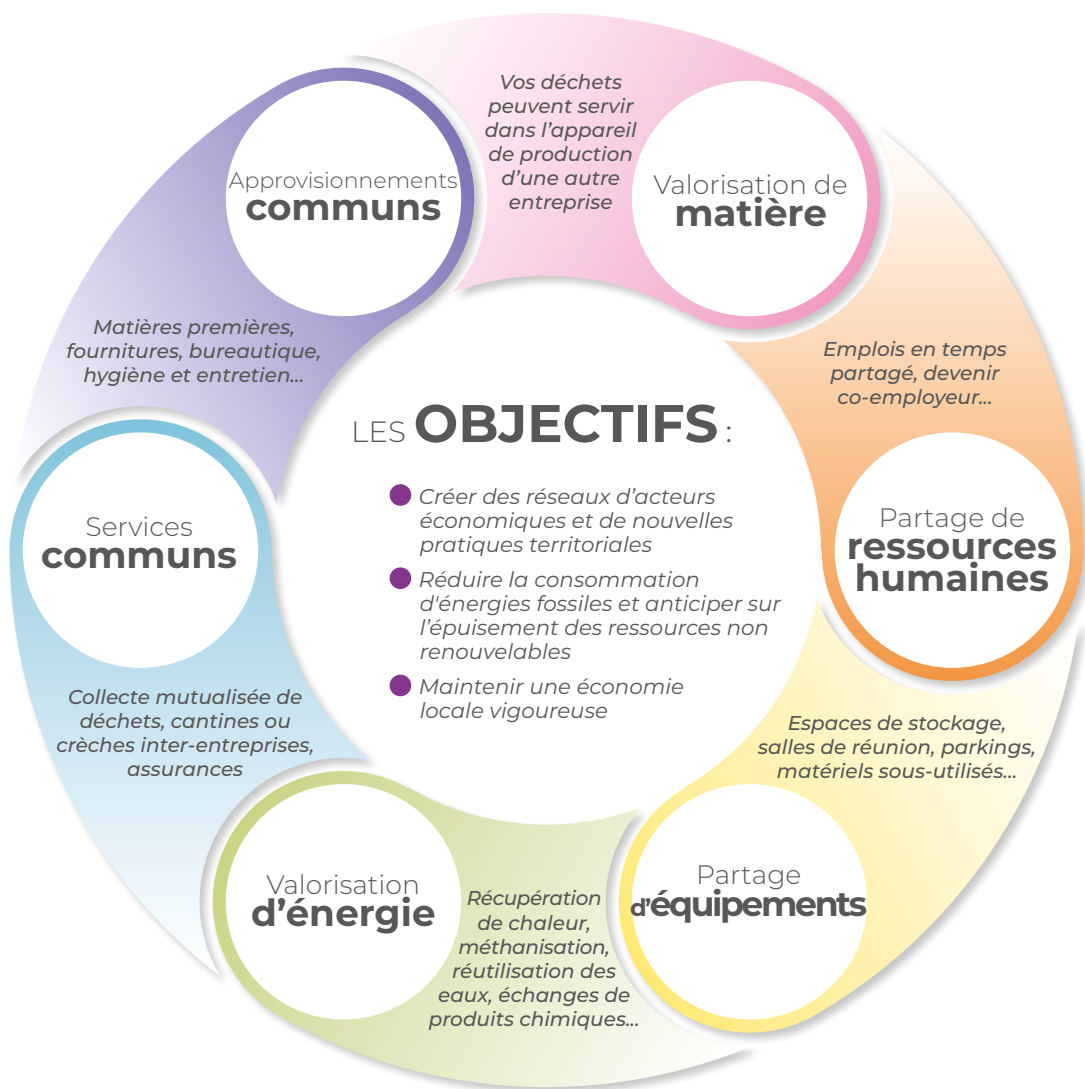 Vos déchets
peuvent servir
dans l’appareil
de production
d’une autre
entreprise
Valorisation de
matière
Emplois en temps
partagé, devenir
co-employeur...
Partage de
ressources
humaines
Espaces de stockage,
salles de réunion, parkings,
matériels sous-utilisés...
Partage
d’équipements
Récupération
de chaleur,
méthanisation,
réutilisation des
eaux, échanges de
produits chimiques...
Valorisation
d’énergie
Collecte mutualisée de
déchets, cantines ou
crèches inter-entreprises,
assurances
Services
communs
Matières premières,
fournitures, bureautique,
hygiène et entretien...
Approvisionnements
communs
LES OBJECTIFS :
Créer des réseaux d’acteurs
économiques et de nouvelles
pratiques territoriales
Réduire la consommation
d'énergies fossiles et anticiper sur
l’épuisement des ressources non
renouvelables
Maintenir une économie
locale vigoureuse